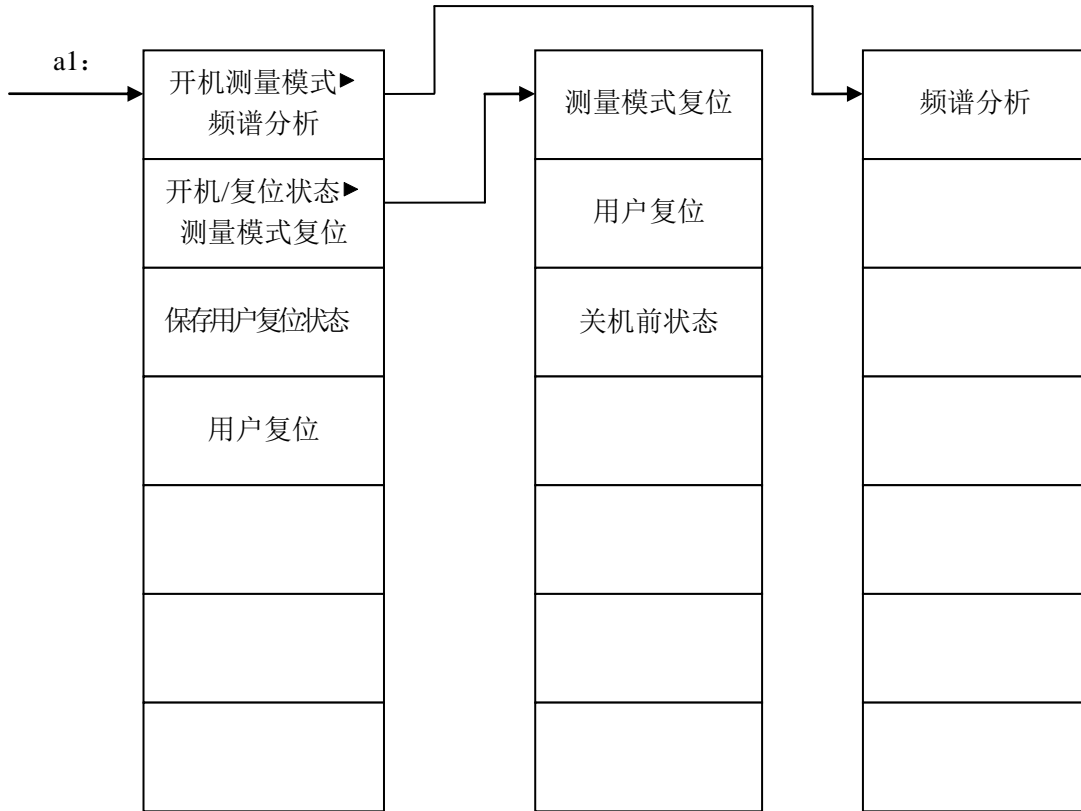 a1：
开机测量模式▶
频谱分析
开机/复位状态▶
测量模式复位
保存用户复位状态
用户复位
测量模式复位
用户复位
关机前状态
频谱分析